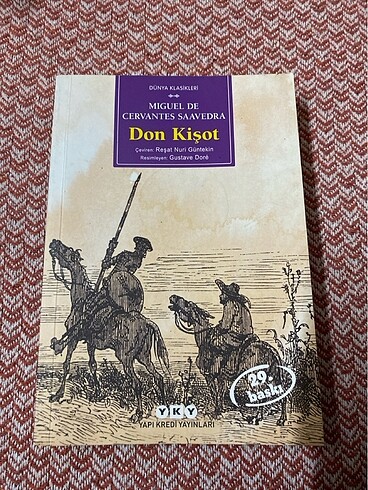 DÜNYA KLASİKLERİ
MIGUEL DE
CERVANTES SAAVEDRA
Don Kişot
Çeviren: Reşat Nuri Güntekin
Resimleyen: Gustave Doré
29.
baskı
YKY
YAPI KREDİ YAYINLARI